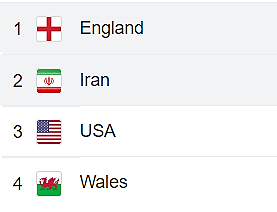 1 England
2 Iran
3 USA
4 Wales